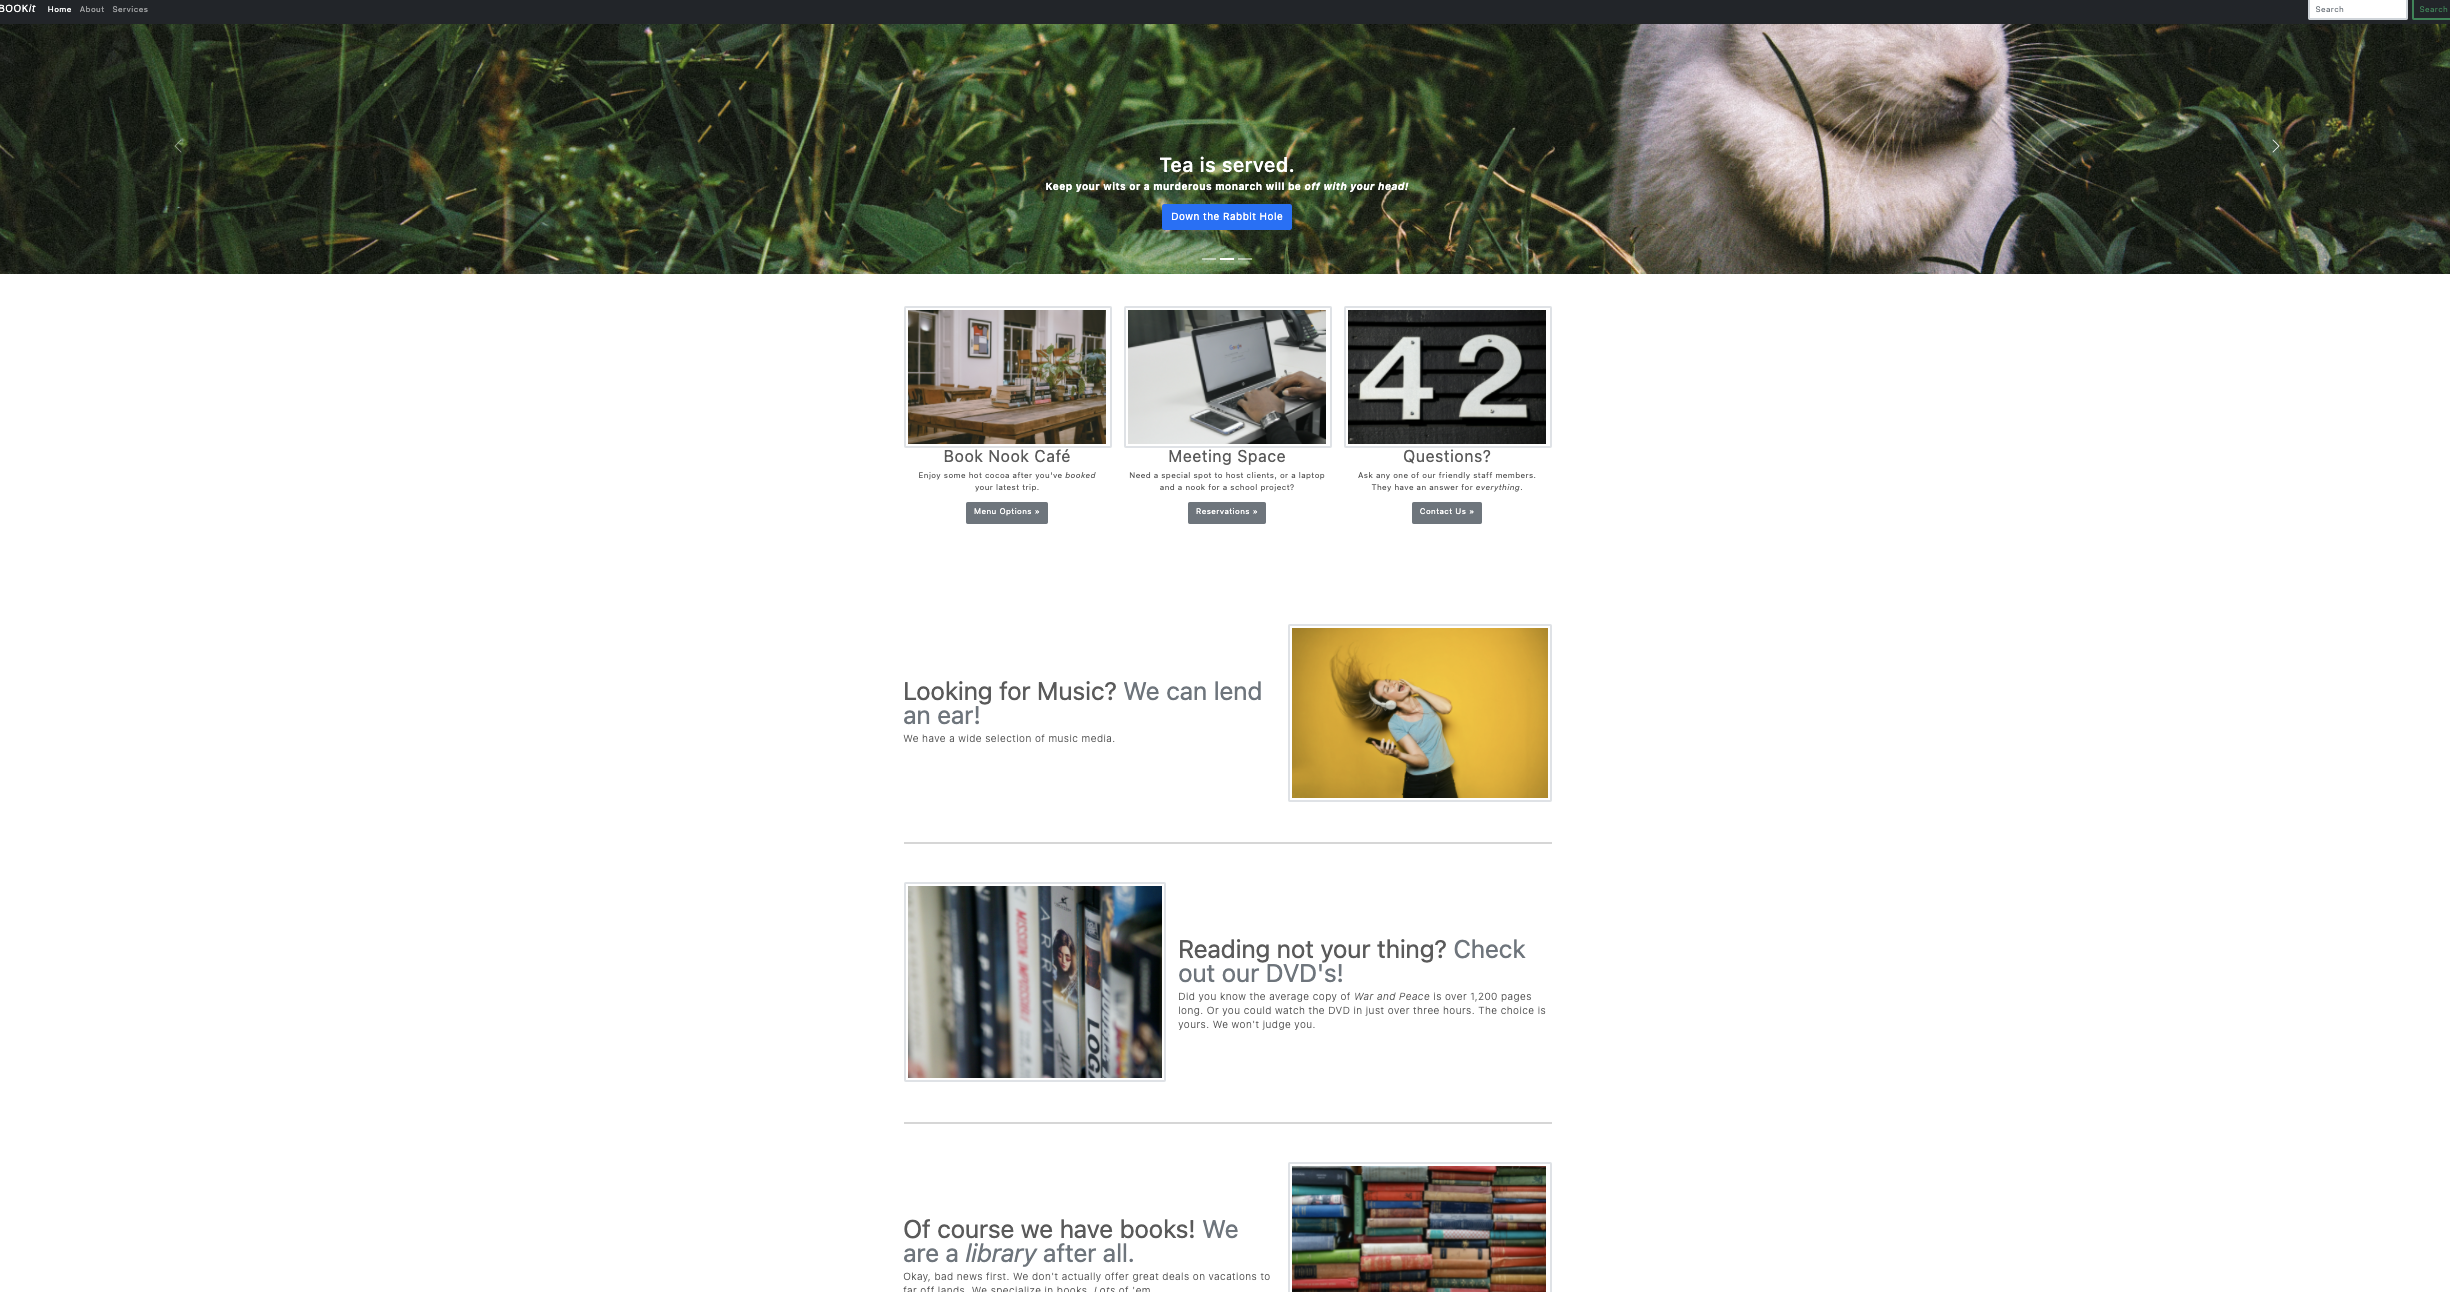 BOOKit Home About Services Search Search
Tea is served.
Keep your wits or a murderous monarch will be off with your head!
Down the Rabbit Hole
42
Book Nook Café
Enjoy some hot cocoa after you've booked
your latest trip.
Menu Options »
Meeting Space
Need a special spot to host clients, or a laptop
and a nook for a school project?
Reservations »
Questions?
Ask any one of our friendly staff members.
They have an answer for everything.
Contact Us »
Looking for Music? We can lend
an ear!
We have a wide selection of music media.
MISSION: IMPOSSIBLE
ARRIVAL
LOG
Reading not your thing? Check
out our DVD's!
Did you know the average copy of War and Peace is over 1,200 pages
long. Or you could watch the DVD in just over three hours. The choice is
yours. We won't judge you.
Of course we have books! We
are a library after all.
Okay, bad news first. We don't actually offer great deals on vacations to
far off lands. We specialize in books. Lots of 'em.